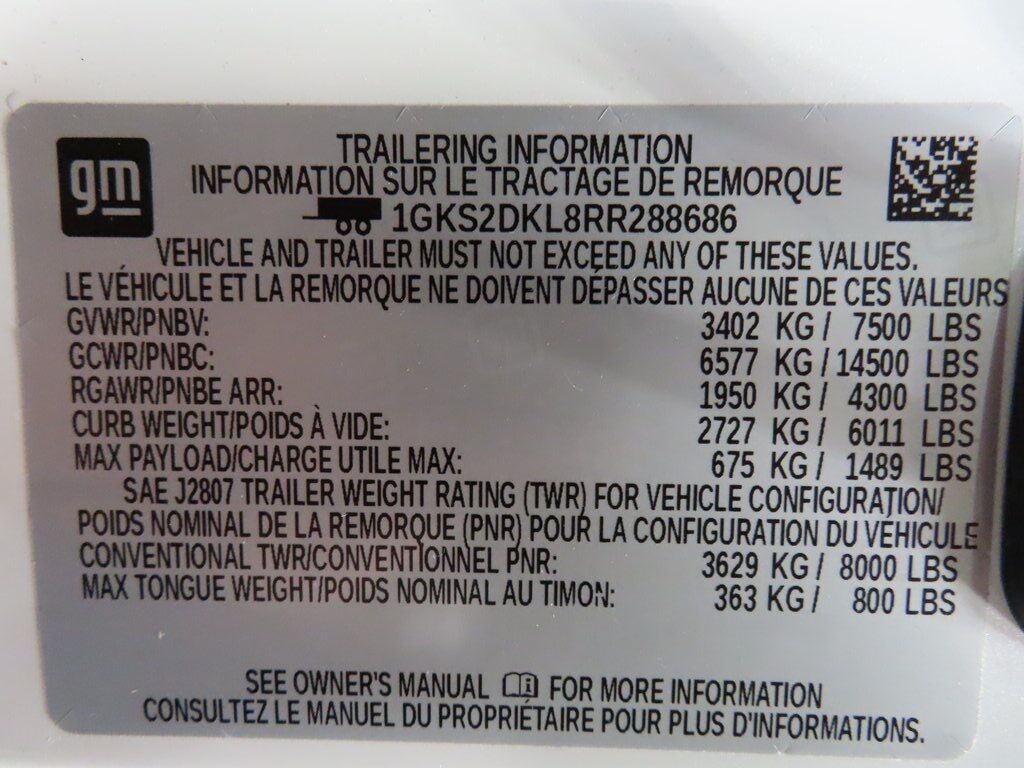 gm
TRAILERING INFORMATION
INFORMATION SUR LE TRACTAGE DE REMORQUE
1GKS2DKL8RR288686
VEHICLE AND TRAILER MUST NOT EXCEED ANY OF THESE VALUES.
LE VÉHICULE ET LA REMORQUE NE DOIVENT DÉPASSER AUCUNE DE CES VALEURS
GVWR/PNBV: 3402 KG / 7500 LBS
GCWR/PNBC: 6577 KG / 14500 LBS
RGAWR/PNBE ARR: 1950 KG / 4300 LBS
CURB WEIGHT/POIDS À VIDE: 2727 KG / 6011 LBS
MAX PAYLOAD/CHARGE UTILE MAX: 675 KG / 1489 LBS
SAE J2807 TRAILER WEIGHT RATING (TWR) FOR VEHICLE CONFIGURATION/
POIDS NOMINAL DE LA REMORQUE (PNR) POUR LA CONFIGURATION DU VÉHICULE
CONVENTIONAL TWR/CONVENTIONNEL PNR: 3629 KG / 8000 LBS
MAX TONGUE WEIGHT/POIDS NOMINAL AU TIMON: 363 KG / 800 LBS
SEE OWNER'S MANUAL FOR MORE INFORMATION
CONSULTEZ LE MANUEL DU PROPRIÉTAIRE POUR PLUS D'INFORMATIONS.